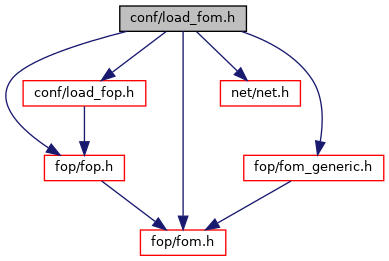 conf/load_fom.h
conf/load_fop.h
net/net.h
fop/fop.h
fop/fom_generic.h
fop/fom.h